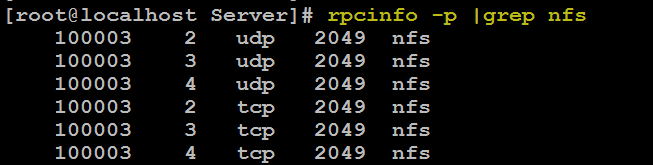 [root@localhost Server]# rpcinfo -p |grep nfs
100003 2 udp 2049 nfs
100003 3 udp 2049 nfs
100003 4 udp 2049 nfs
100003 2 tcp 2049 nfs
100003 3 tcp 2049 nfs
100003 4 tcp 2049 nfs